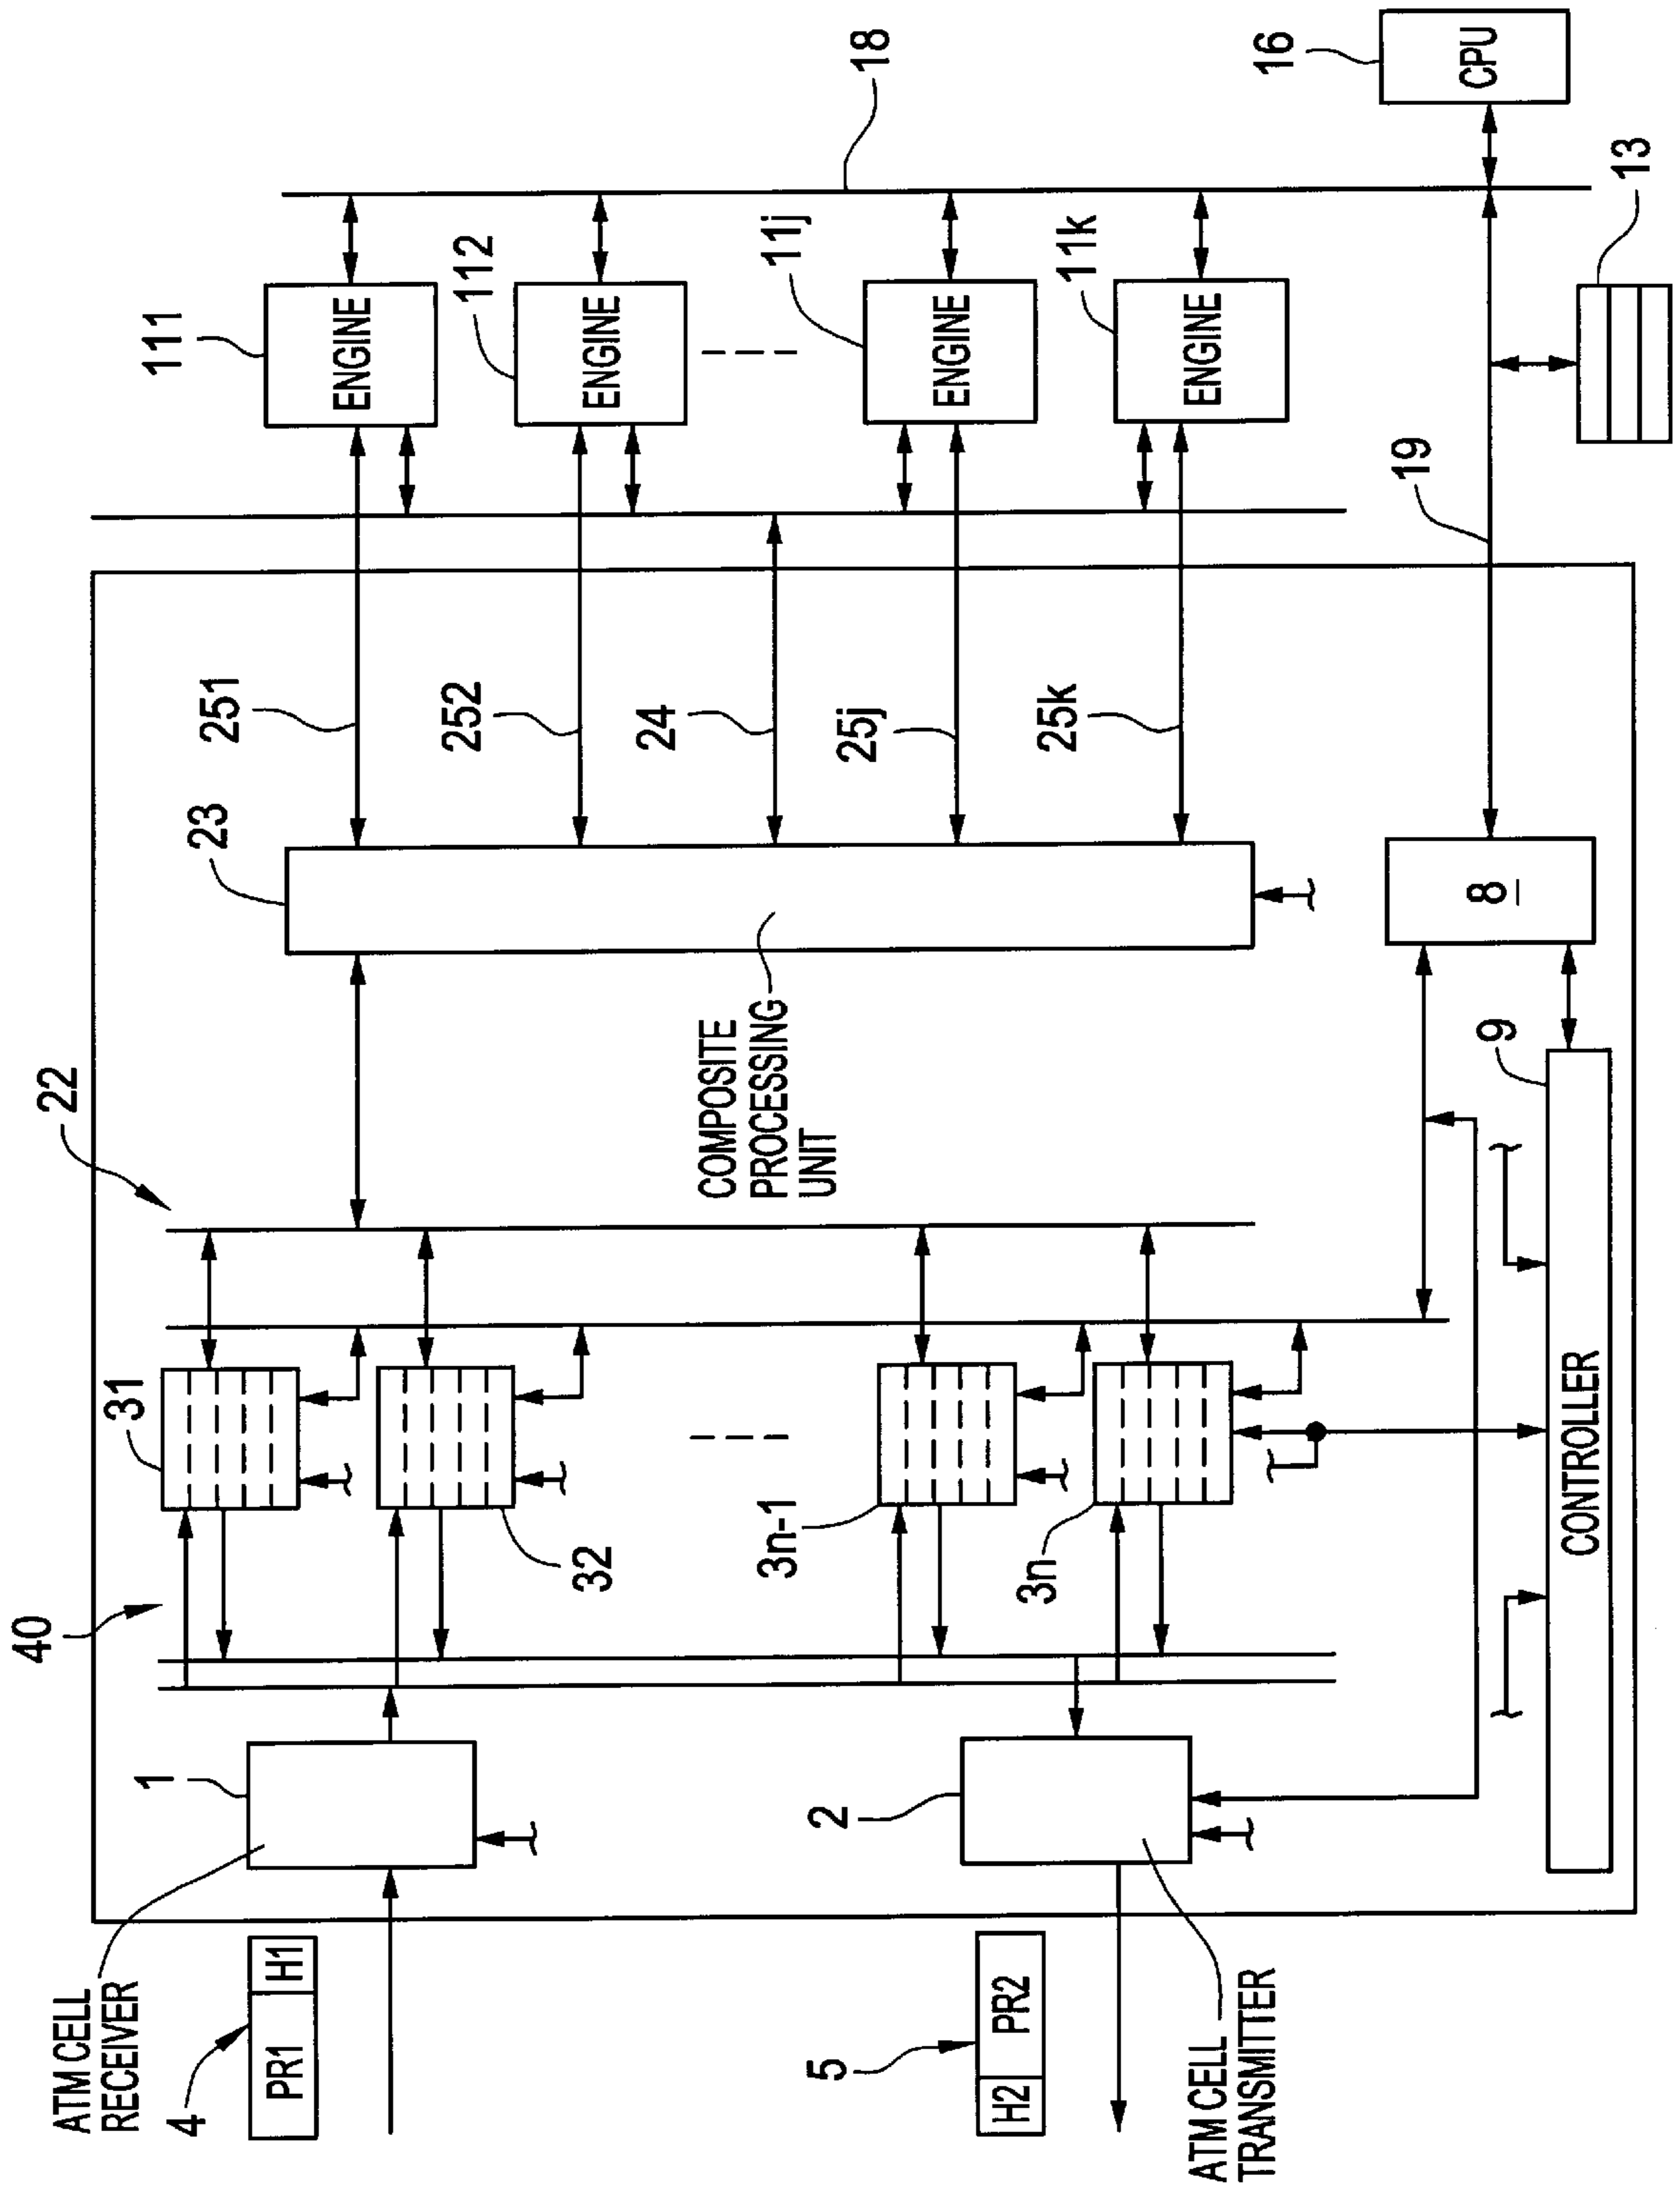 ATM CELL
RECEIVER
4
PR1
H1
1
40
31
32
3n-1
3n
22
23
COMPOSITE
PROCESSING
UNIT
251
252
24
25j
25k
111
ENGINE
112
ENGINE
11j
ENGINE
11k
ENGINE
18
16
CPU
13
19
8
9
CONTROLLER
2
5
H2
PR2
ATM CELL
TRANSMITTER